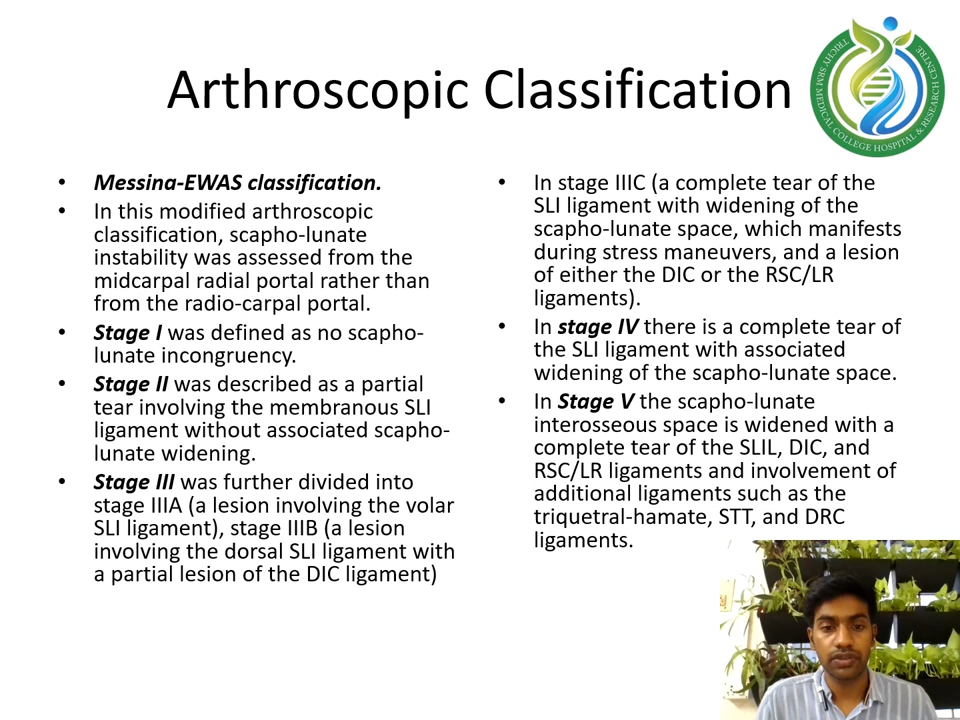 Arthroscopic Classification
TRICHY SRM MEDICAL COLLEGE HOSPITAL & RESEARCH CENTRE
• Messina-EWAS classification.
• In this modified arthroscopic
classification, scapho-lunate
instability was assessed from the
midcarpal radial portal rather than
from the radio-carpal portal.
• Stage I was defined as no scapho-
lunate incongruency.
• Stage II was described as a partial
tear involving the membranous SLI
ligament without associated scapho-
lunate widening.
• Stage III was further divided into
stage IIIA (a lesion involving the volar
SLI ligament), stage IIIB (a lesion
involving the dorsal SLI ligament with
a partial lesion of the DIC ligament)
• In stage IIIC (a complete tear of the
SLI ligament with widening of the
scapho-lunate space, which manifests
during stress maneuvers, and a lesion
of either the DIC or the RSC/LR
ligaments).
• In stage IV there is a complete tear of
the SLI ligament with associated
widening of the scapho-lunate space.
• In Stage V the scapho-lunate
interosseous space is widened with a
complete tear of the SLIL, DIC, and
RSC/LR ligaments and involvement of
additional ligaments such as the
triquetral-hamate, STT, and DRC
ligaments.